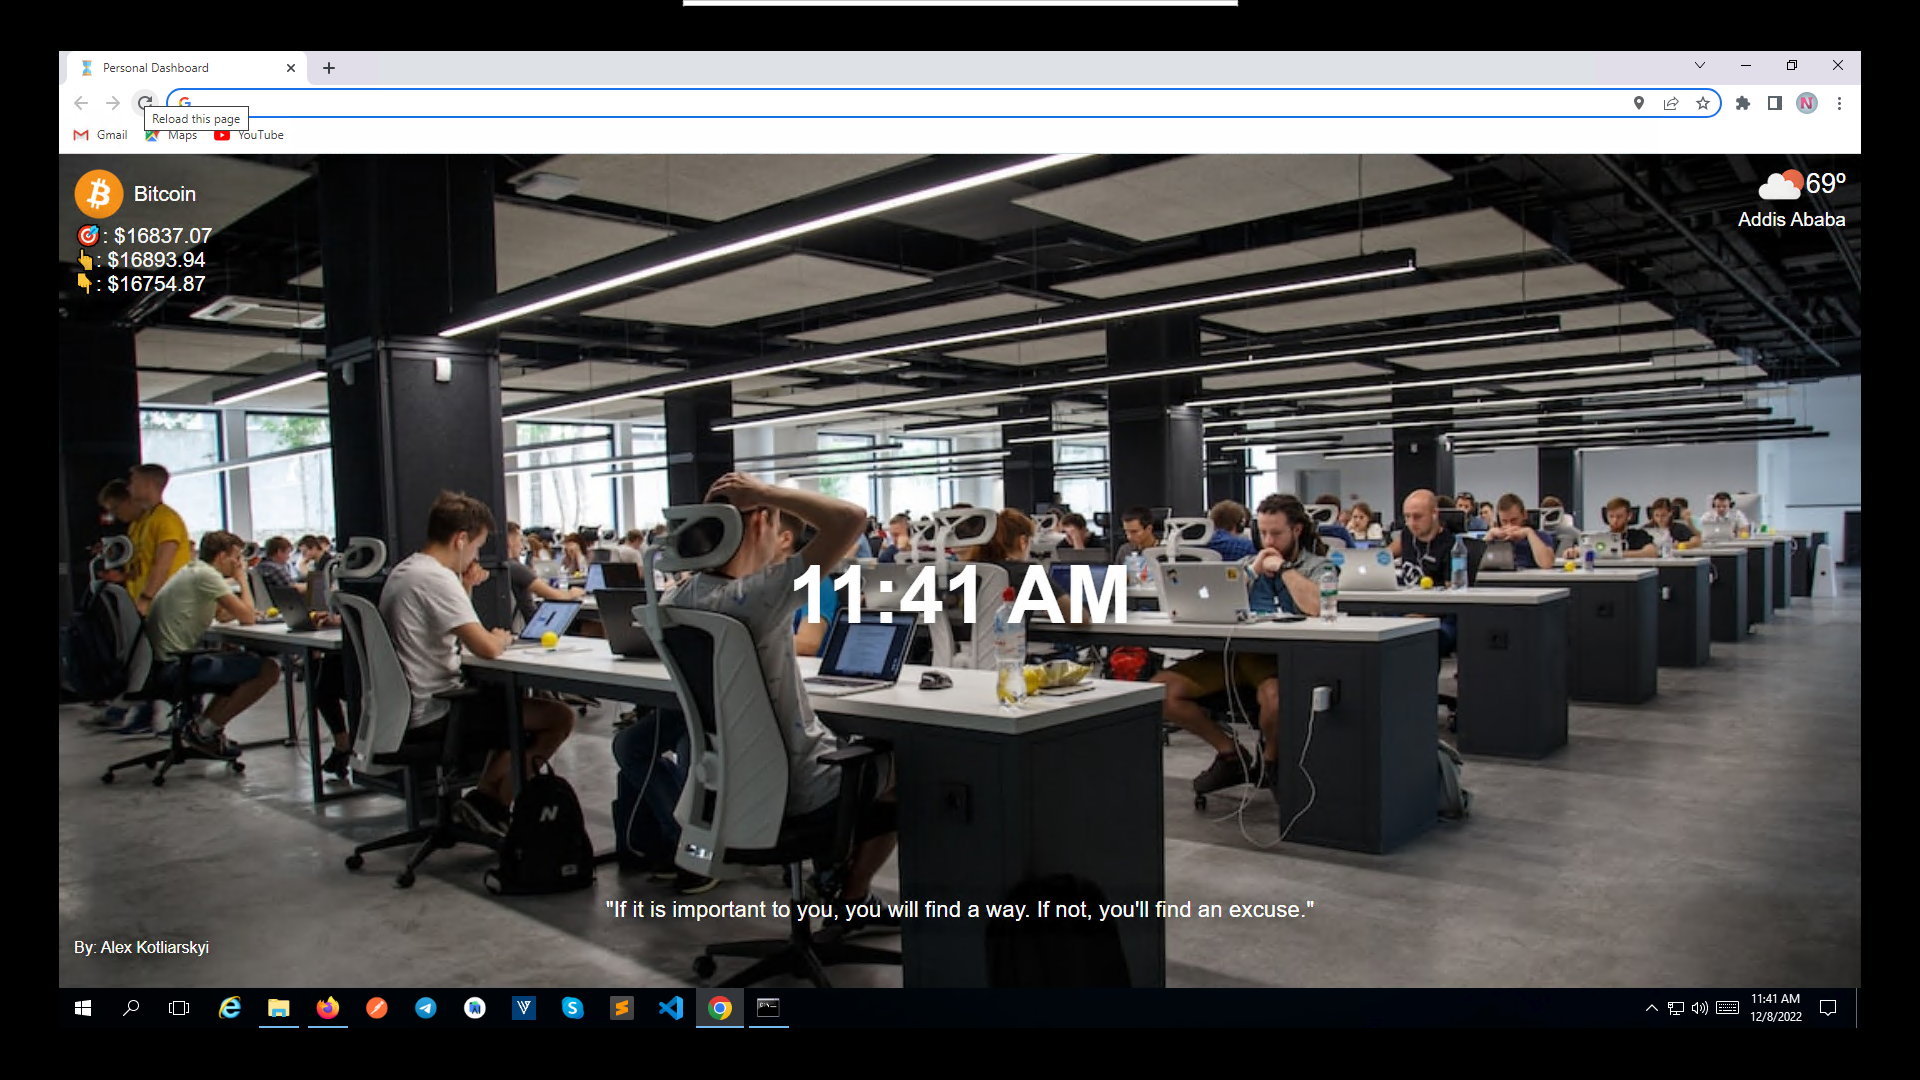 Personal Dashboard
Reload this page
Gmail
Maps
YouTube
N
Bitcoin
: $16837.07
: $16893.94
: $16754.87
69º
Addis Ababa
11:41 AM
"If it is important to you, you will find a way. If not, you'll find an excuse."
By: Alex Kotliarskyi
11:41 AM
12/8/2022